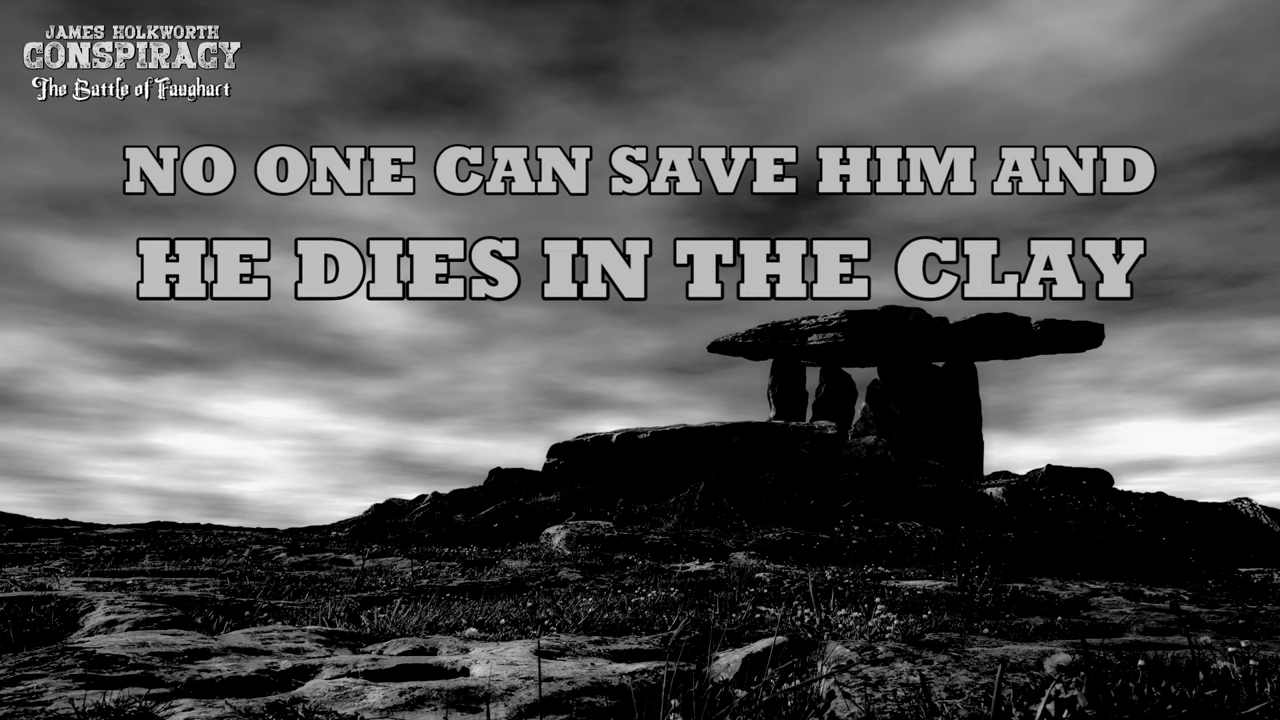 JAMES HOLKWORTH
CONSPIRACY
The Battle of Faughart
NO ONE CAN SAVE HIM AND
HE DIES IN THE CLAY